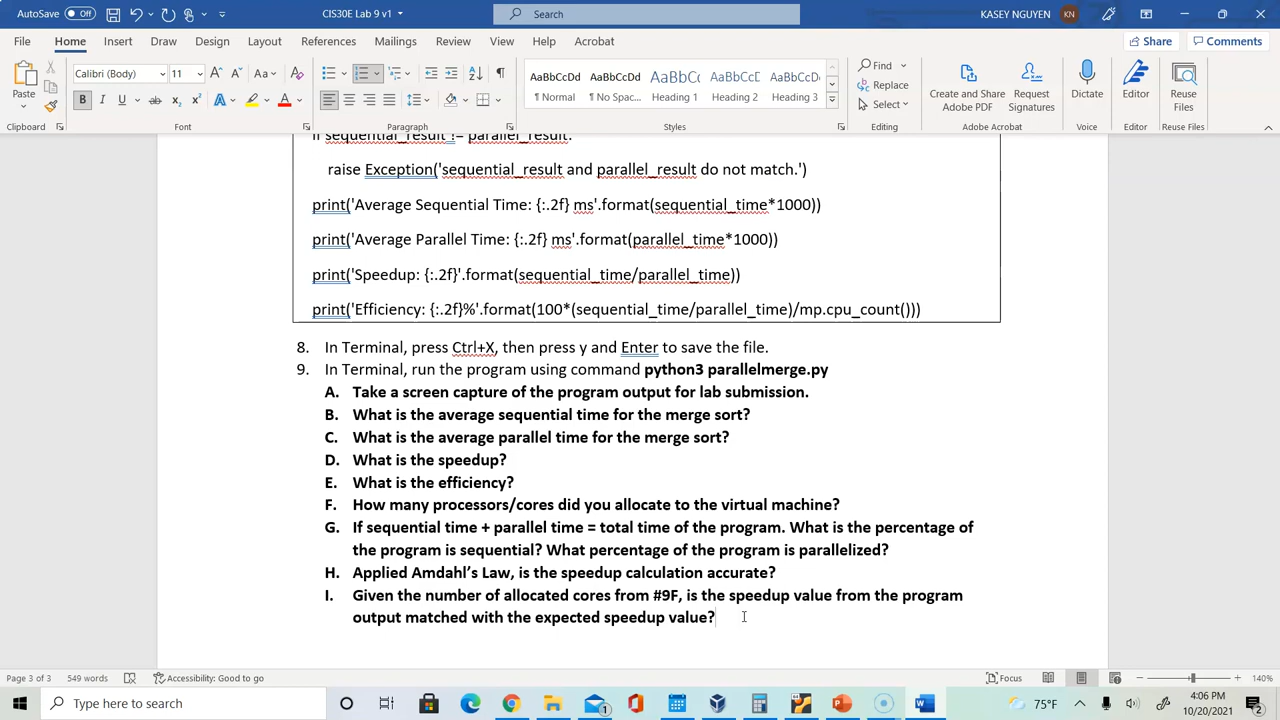 AutoSave
Off
CIS30E Lab 9 v1
Search
KASEY NGUYEN
KN
File Home Insert Draw Design Layout References Mailings Review View Help Acrobat
Share
Comments
Paste
Clipboard
Calibri (Body)
11
Font
Paragraph
AaBbCcDd
AaBbCcDd
¶ Normal
¶ No Spac...
Heading 1
Heading 2
Heading 3
Styles
Find
Replace
Select
Editing
Create and Share Adobe PDF
Request Signatures
Adobe Acrobat
Dictate
Voice
Editor
Editor
Reuse Files
Reuse Files
if sequential_result != parallel_result:
raise Exception('sequential_result and parallel_result do not match.')
print('Average Sequential Time: {:.2f} ms'.format(sequential_time*1000))
print('Average Parallel Time: {:.2f} ms'.format(parallel_time*1000))
print('Speedup: {:.2f}'.format(sequential_time/parallel_time))
print('Efficiency: {:.2f}%'.format(100*(sequential_time/parallel_time)/mp.cpu_count()))
8. In Terminal, press Ctrl+X, then press y and Enter to save the file.
9. In Terminal, run the program using command python3 parallelmerge.py
A. Take a screen capture of the program output for lab submission.
B. What is the average sequential time for the merge sort?
C. What is the average parallel time for the merge sort?
D. What is the speedup?
E. What is the efficiency?
F. How many processors/cores did you allocate to the virtual machine?
G. If sequential time + parallel time = total time of the program. What is the percentage of
the program is sequential? What percentage of the program is parallelized?
H. Applied Amdahl's Law, is the speedup calculation accurate?
I. Given the number of allocated cores from #9F, is the speedup value from the program
output matched with the expected speedup value?
Page 3 of 3
549 words
Accessibility: Good to go
Focus
140%
Type here to search
75°F
4:06 PM
10/20/2021